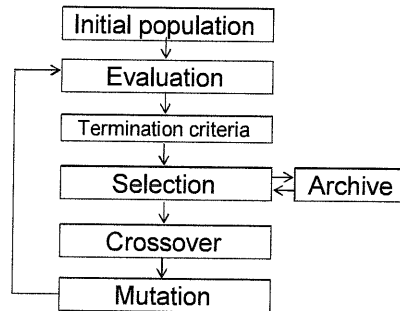 Initial population
Evaluation
Termination criteria
Selection
Archive
Crossover
Mutation